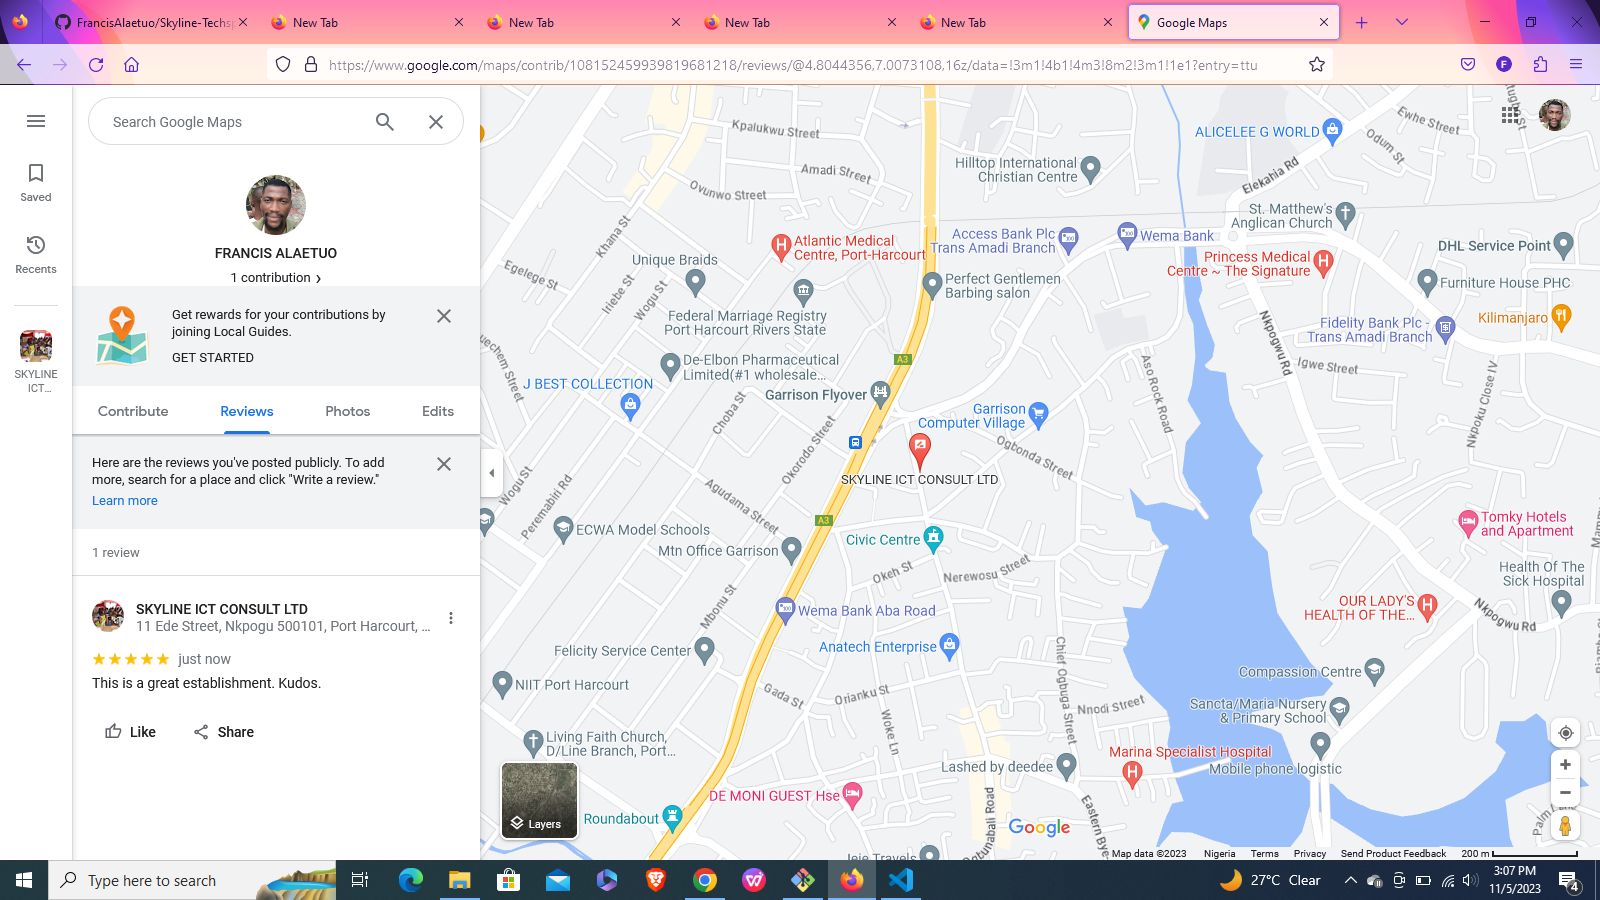 FrancisAlaetuo/Skyline-Techsp
New Tab
New Tab
New Tab
New Tab
Google Maps
https://www.google.com/maps/contrib/108152459939819681218/reviews/@4.8044356,7.0073108,16z/data=!3m1!4b1!4m3!8m2!3m1!1e1?entry=ttu
F
Search Google Maps
Saved
Recents
SKYLINE
ICT...
FRANCIS ALAETUO
1 contribution ›
Get rewards for your contributions by
joining Local Guides.
GET STARTED
Contribute
Reviews
Photos
Edits
Here are the reviews you've posted publicly. To add
more, search for a place and click "Write a review."
Learn more
1 review
SKYLINE ICT CONSULT LTD
11 Ede Street, Nkpogu 500101, Port Harcourt, ...
just now
This is a great establishment. Kudos.
Like
Share
Kpalukwu Street
Amadi Street
Ovunwo Street
Hilltop International
Christian Centre
ALICELEE G WORLD
Ewhe Street
Odum St
Elekahia Rd
St. Matthew's
Anglican Church
Khana St
Egelege St
Unique Braids
Atlantic Medical
Centre, Port-Harcourt
Access Bank Plc
Trans Amadi Branch
Wema Bank
DHL Service Point
Princess Medical
Centre ~ The Signature
Furniture House PHC
Iriebe St
Wogu St
Perfect Gentlemen
Barbing salon
Federal Marriage Registry
Port Harcourt Rivers State
Kilimanjaro
Fidelity Bank Plc -
Trans Amadi Branch
Nkpogwu Rd
De-Elbon Pharmaceutical
Limited(#1 wholesale...
A3
Igwe Street
Aso Rock Road
J BEST COLLECTION
Garrison Flyover
Choba St
Garrison
Computer Village
Nkpoku Close IV
Okorodo Street
Ogbonda Street
SKYLINE ICT CONSULT LTD
Wogu St
Peremabiri Rd
Agudama Street
A3
ECWA Model Schools
Tomky Hotels
and Apartment
Civic Centre
Mtn Office Garrison
Okeh St
Nerewosu Street
Health Of The
Sick Hospital
Mbonu St
Wema Bank Aba Road
OUR LADY'S
HEALTH OF THE...
Nkpogwu Rd
Felicity Service Center
Anatech Enterprise
Chief Ogbuga Street
Compassion Centre
NIIT Port Harcourt
Gada St
Orianku St
Nnodi Street
Sancta/Maria Nursery
& Primary School
Woke Ln
Living Faith Church,
D/Line Branch, Port...
Marina Specialist Hospital
Lashed by deedee
Mobile phone logistic
DE MONI GUEST Hse
Roundabout
Layers
Google
Map data ©2023
Nigeria
Terms
Privacy
Send Product Feedback
200 m
Type here to search
27°C Clear
3:07 PM
11/5/2023
4